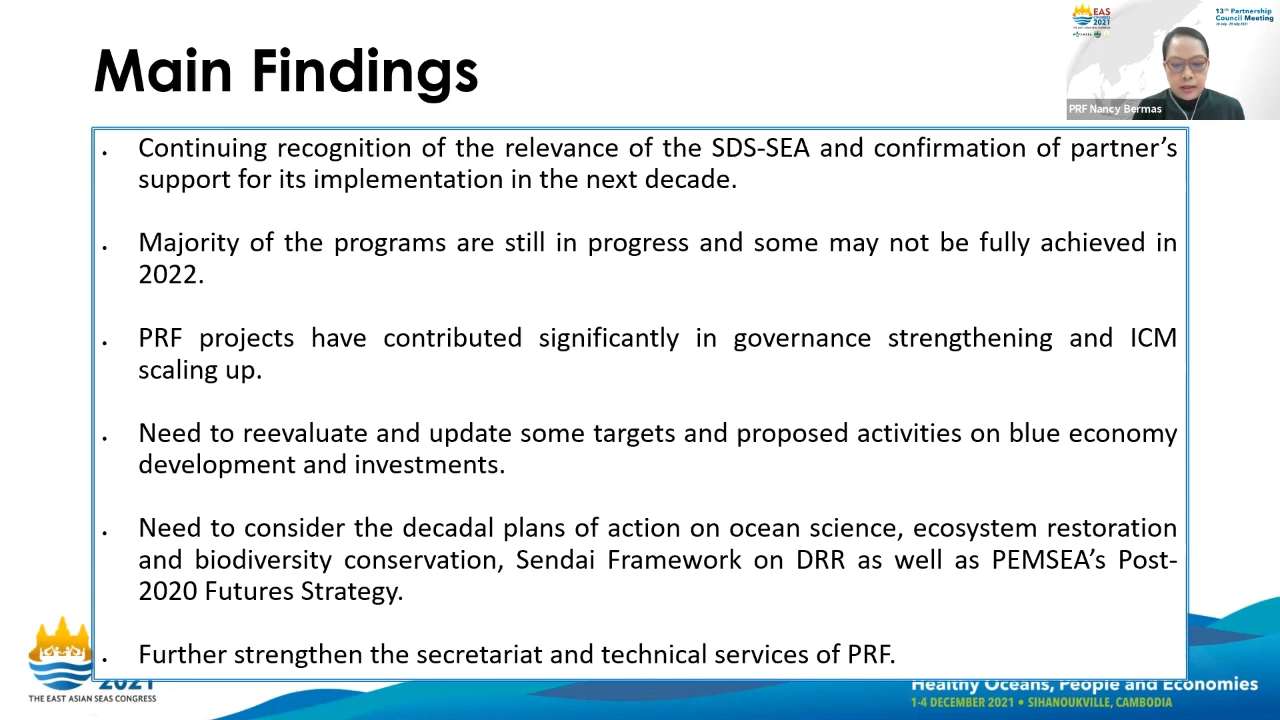 Main Findings
EAS
CONGRESS
2021
13th Partnership
Council Meeting
PRF Nancy Bermas
• Continuing recognition of the relevance of the SDS-SEA and confirmation of partner’s
support for its implementation in the next decade.
• Majority of the programs are still in progress and some may not be fully achieved in
2022.
• PRF projects have contributed significantly in governance strengthening and ICM
scaling up.
• Need to reevaluate and update some targets and proposed activities on blue economy
development and investments.
• Need to consider the decadal plans of action on ocean science, ecosystem restoration
and biodiversity conservation, Sendai Framework on DRR as well as PEMSEA’s Post-
2020 Futures Strategy.
• Further strengthen the secretariat and technical services of PRF.
2021
THE EAST ASIAN SEAS CONGRESS
Healthy Oceans, People and Economies
1-4 DECEMBER 2021 • SIHANOUKVILLE, CAMBODIA